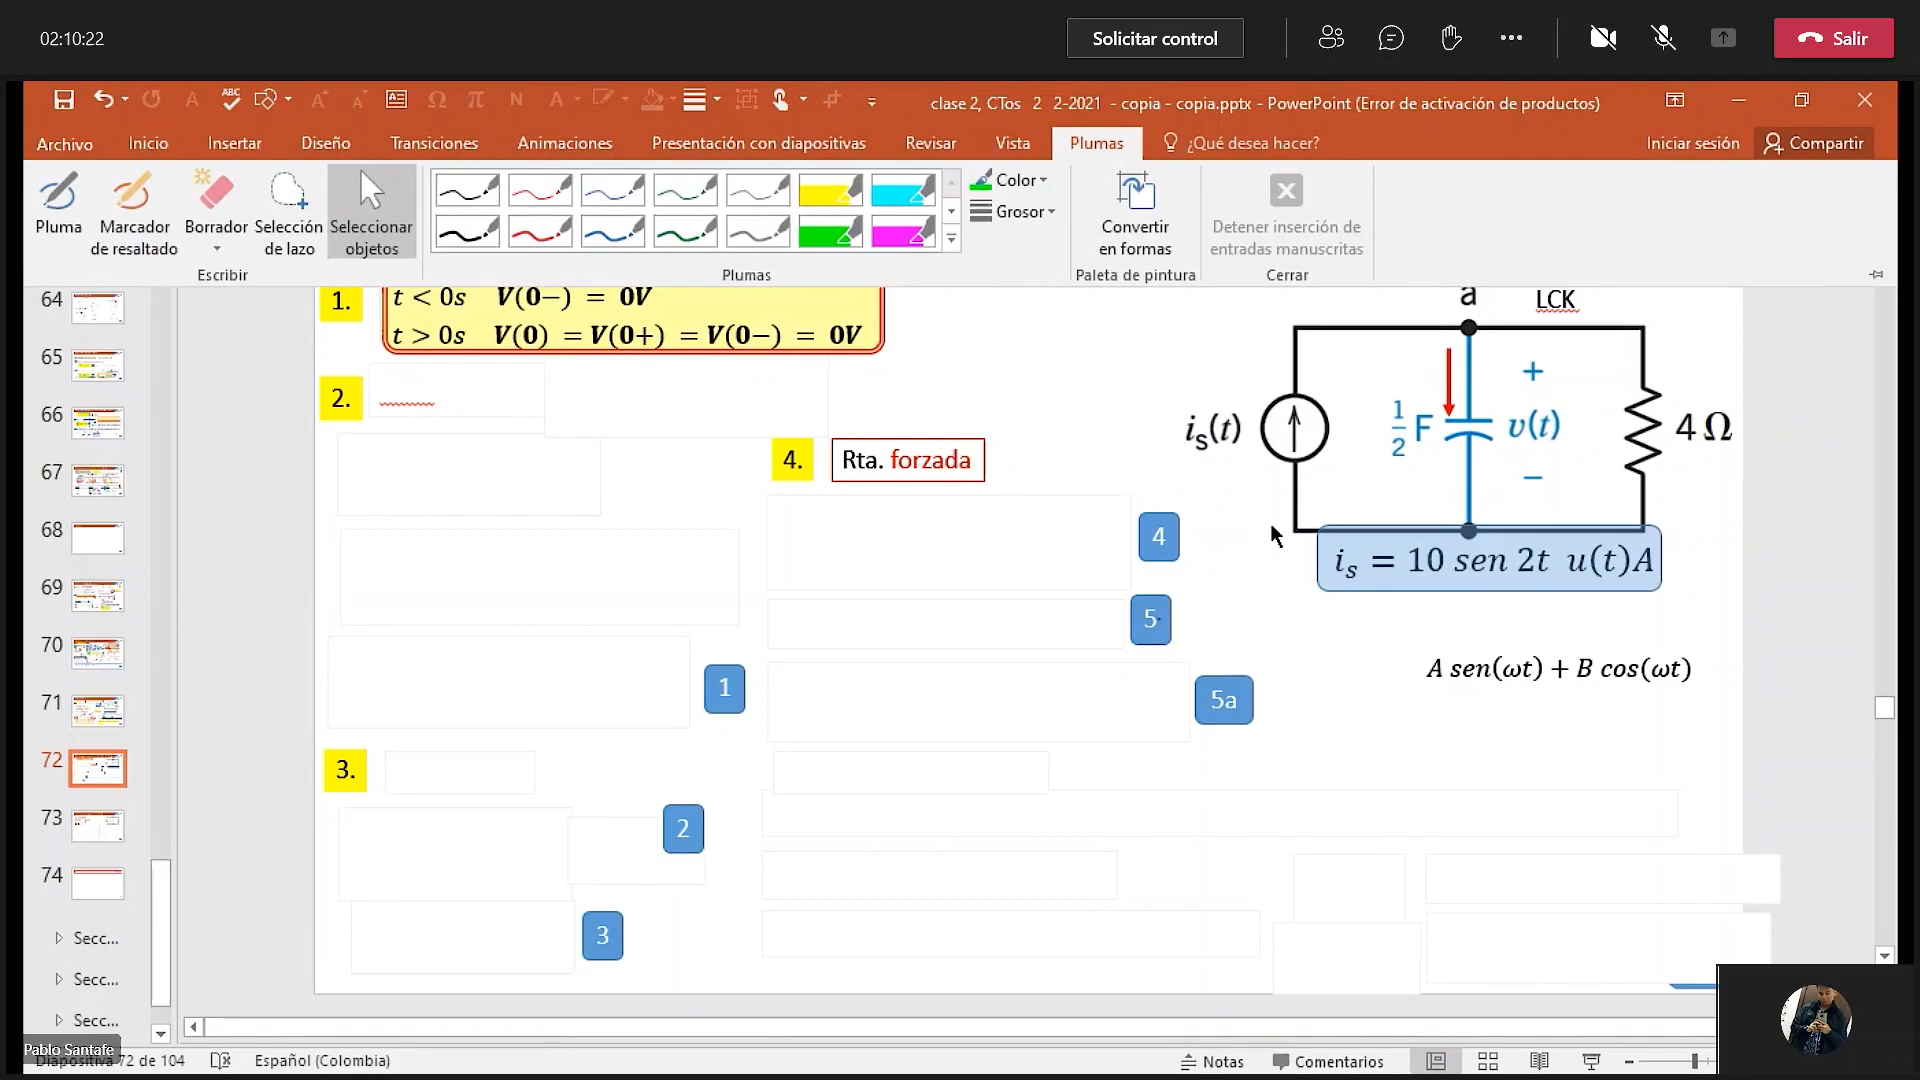 02:10:22
Solicitar control
Salir
clase 2, CTos 2 2-2021 - copia - copia.pptx - PowerPoint (Error de activación de productos)
Archivo Inicio Insertar Diseño Transiciones Animaciones Presentación con diapositivas Revisar Vista Plumas ¿Qué desea hacer? Iniciar sesión Compartir
Pluma
Marcador de resaltado
Borrador
Selección de lazo
Seleccionar objetos
Escribir
Plumas
Color
Grosor
Convertir en formas
Paleta de pintura
Detener inserción de entradas manuscritas
Cerrar
64
65
66
67
68
69
70
71
72
73
74
Secc...
Secc...
Secc...
1.
t < 0s V(0−) = 0V
t > 0s V(0) = V(0+) = V(0−) = 0V
2.
1
3.
2
3
4.
Rta. forzada
4
5
5a
a
LCK
is(t)
1/2 F
+
v(t)
−
4 Ω
is = 10 sen 2t u(t)A
A sen(ωt) + B cos(ωt)
Pablo Santafe
Diapositiva 72 de 104
Español (Colombia)
Notas
Comentarios